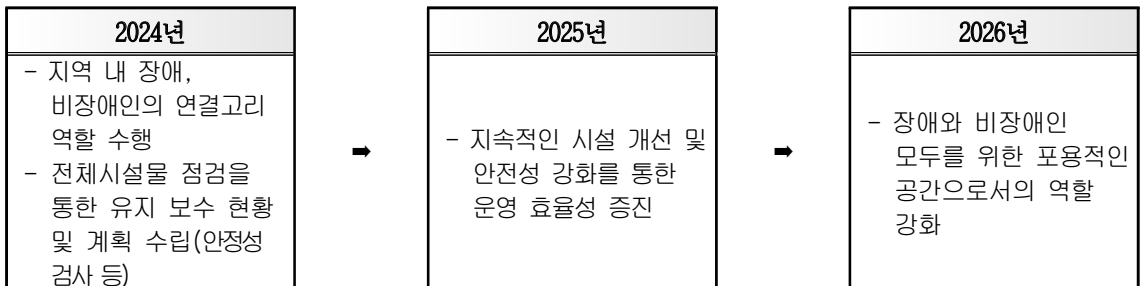 2024년
- 지역 내 장애,
비장애인의 연결고리
역할 수행
- 전체시설물 점검을
통한 유지 보수 현황
및 계획 수립(안정성
검사 등)
➡
2025년
- 지속적인 시설 개선 및
안전성 강화를 통한
운영 효율성 증진
➡
2026년
- 장애와 비장애인
모두를 위한 포용적인
공간으로서의 역할
강화